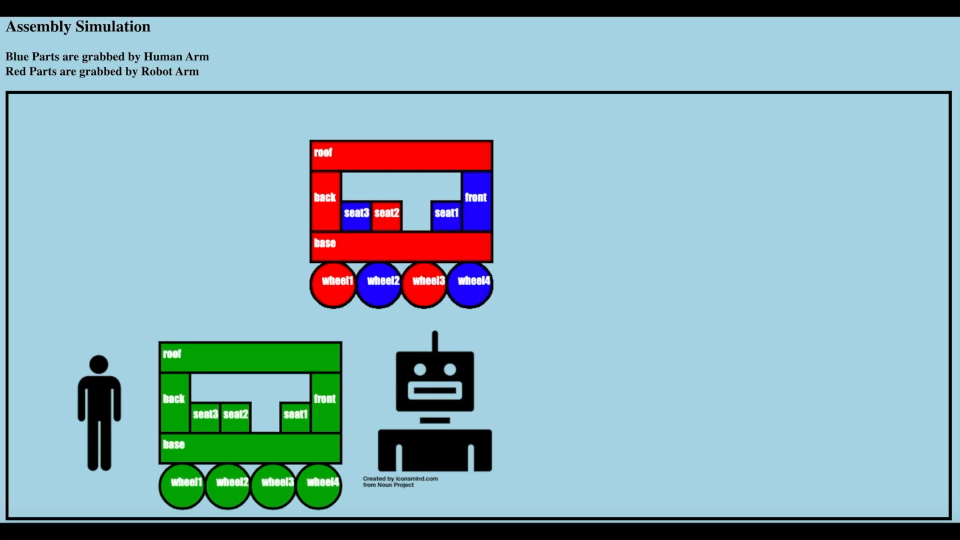 Assembly Simulation
Blue Parts are grabbed by Human Arm
Red Parts are grabbed by Robot Arm
roof
back
front
seat3 seat2 seat1
base
wheel1 wheel2 wheel3 wheel4
roof
back
front
seat3 seat2 seat1
base
wheel1 wheel2 wheel3 wheel4
Created by iconsmind.com
from Noun Project